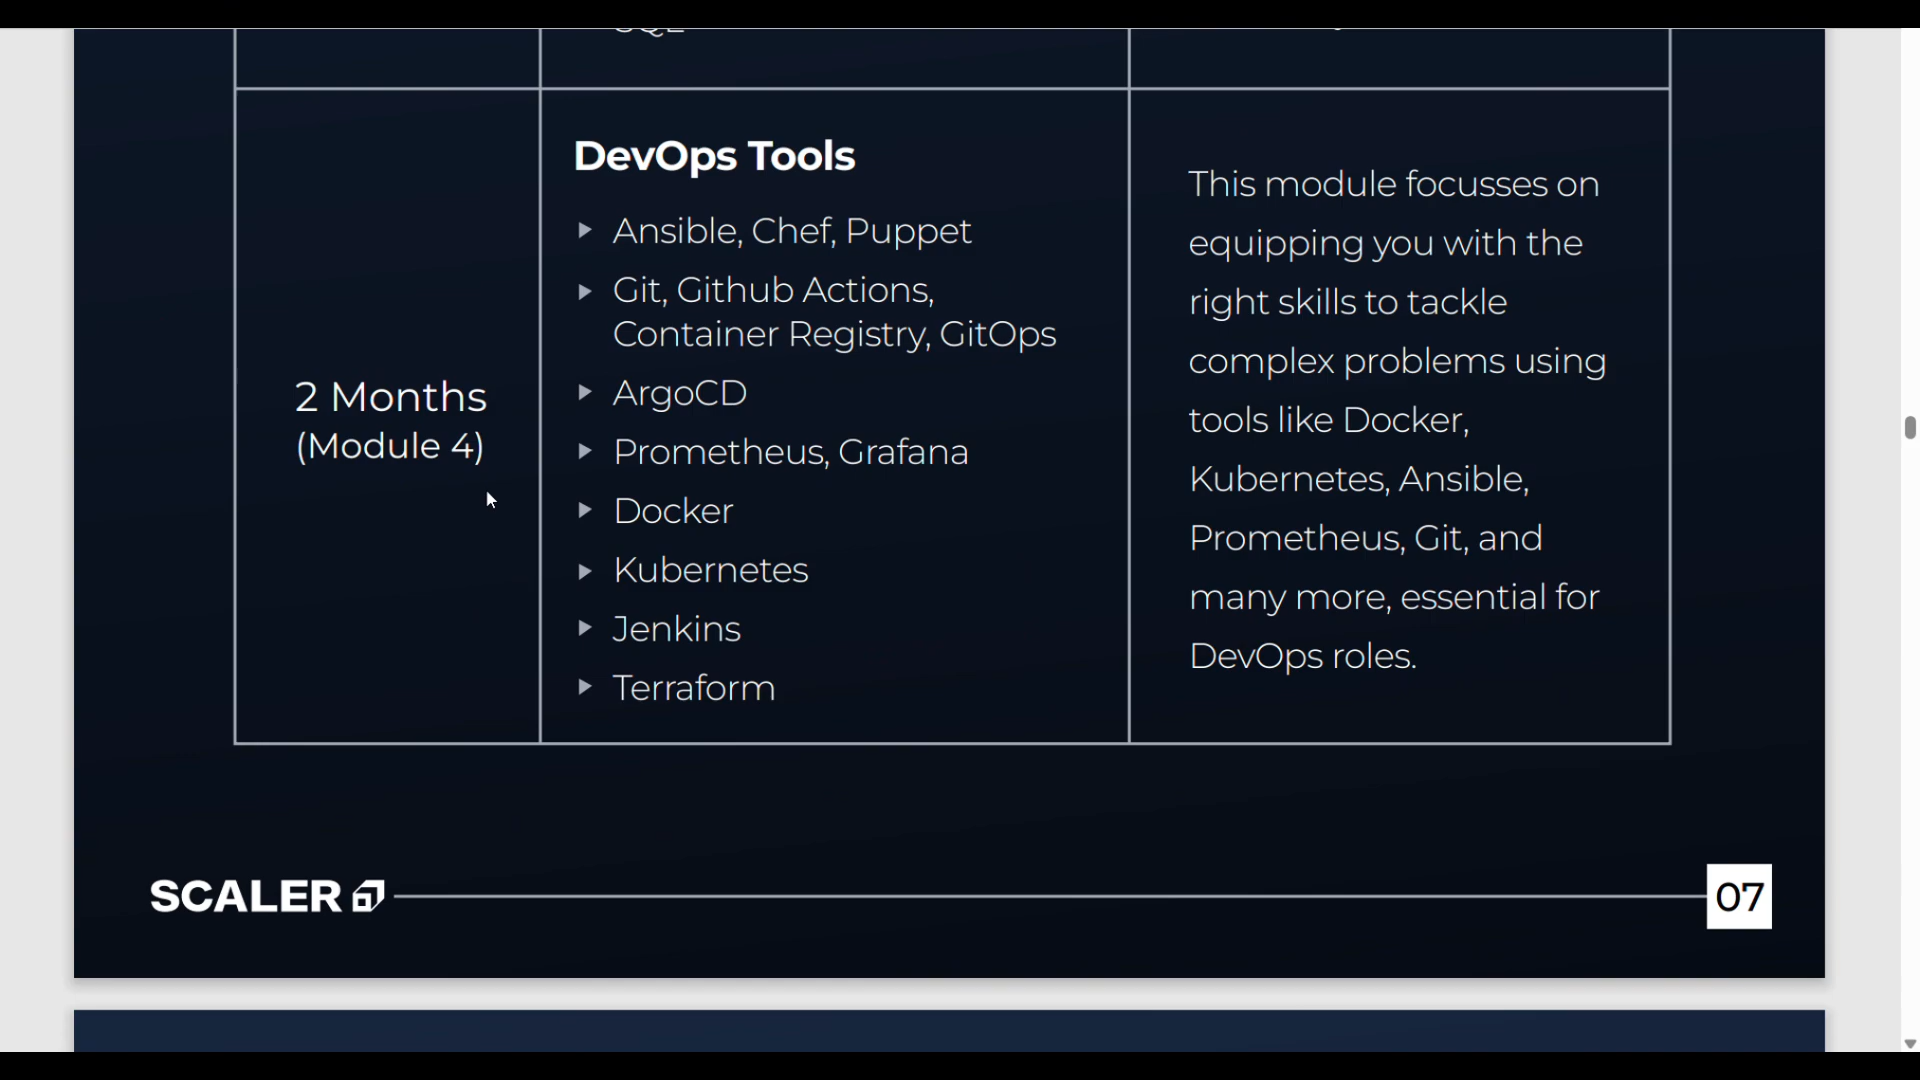 2 Months
(Module 4)
DevOps Tools
Ansible, Chef, Puppet
Git, Github Actions,
Container Registry, GitOps
ArgoCD
Prometheus, Grafana
Docker
Kubernetes
Jenkins
Terraform
This module focusses on
equipping you with the
right skills to tackle
complex problems using
tools like Docker,
Kubernetes, Ansible,
Prometheus, Git, and
many more, essential for
DevOps roles.
SCALER
07